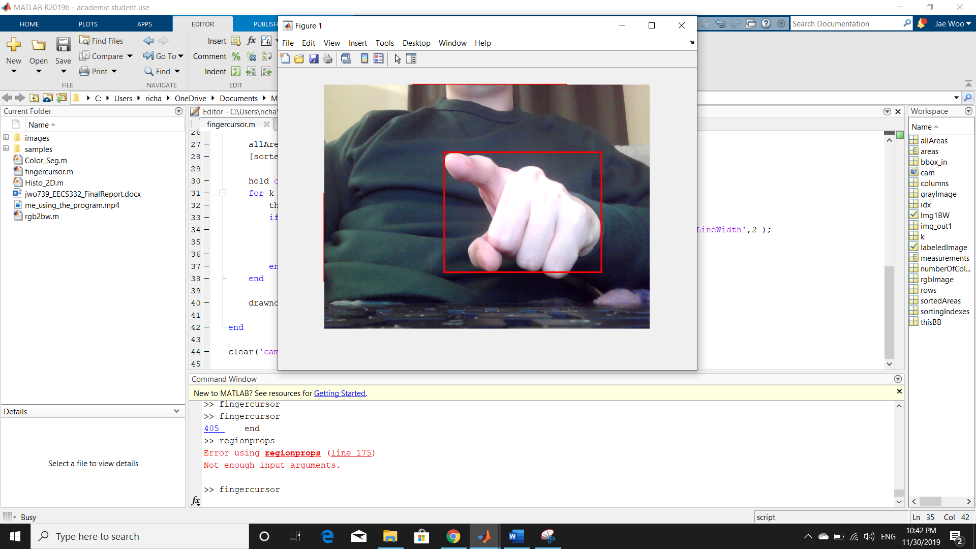 MATLAB R2019b - academic student use
HOME PLOTS APPS EDITOR PUBLISH
Search Documentation
Jae Woo
New
Open
Save
Find Files
Compare
Print
FILE
Go To
Find
NAVIGATE
Insert
Comment
Indent
EDIT
C: Users richa OneDrive Documents
Current Folder
Name
images
samples
Color_Seg.m
fingercursor.m
Histo_2D.m
jwo739_EECS332_FinalReport.docx
me_using_the_program.mp4
rgb2bw.m
Details
Select a file to view details
fingercursor.m
26
27 allArea
28 [sorte
29
30 hold o
31 for k
32 th
33 if
34 LineWidth',2 );
35
36
37 en
38 end
39
40 drawno
41
42 end
43
44 clear('cam
45
Figure 1
File Edit View Insert Tools Desktop Window Help
Command Window
New to MATLAB? See resources for Getting Started.
>> fingercursor
>> fingercursor
405 end
>> regionprops
Error using regionprops (line 175)
Not enough input arguments.
>> fingercursor
fx
Workspace
Name
allAreas
areas
bbox_in
cam
columns
grayImage
idx
Img1BW
img_out1
k
labeledImage
measurements
numberOfCol...
rgbImage
rows
sortedAreas
sortingIndexes
thisBB
Busy
script
Ln 35 Col 42
Type here to search
ENG
10:42 PM
11/30/2019
2